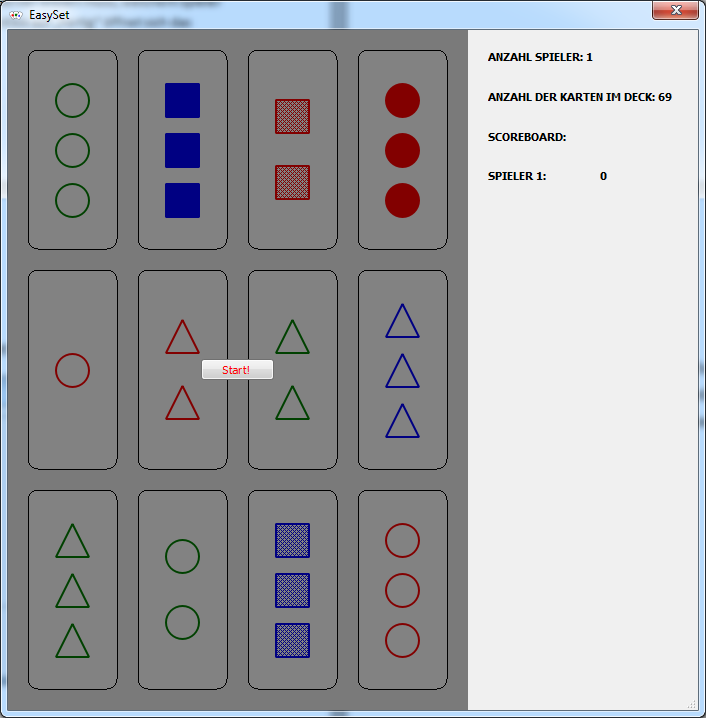 EasySet
ANZAHL SPIELER: 1
ANZAHL DER KARTEN IM DECK: 69
SCOREBOARD:
SPIELER 1: 0
Start!